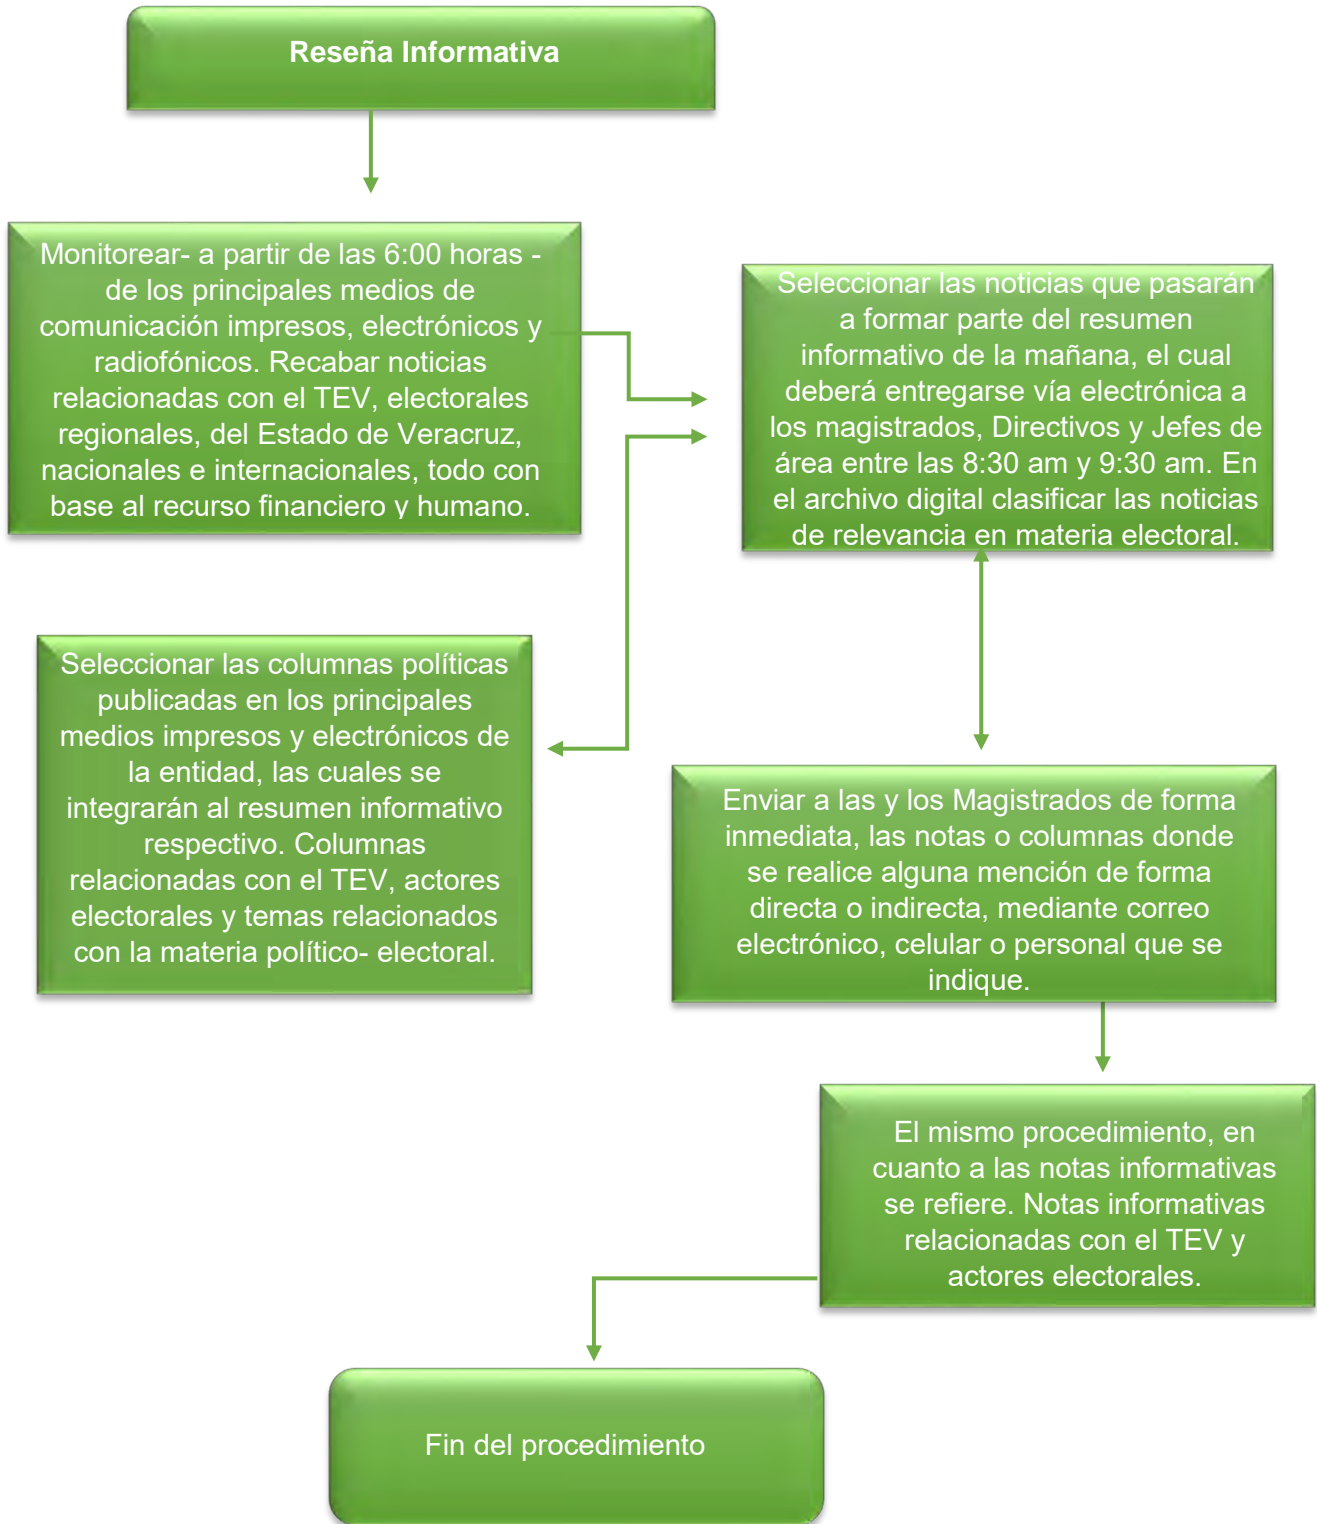 Reseña Informativa
Monitorear- a partir de las 6:00 horas -
de los principales medios de
comunicación impresos, electrónicos y
radiofónicos. Recabar noticias
relacionadas con el TEV, electorales
regionales, del Estado de Veracruz,
nacionales e internacionales, todo con
base al recurso financiero y humano.
Seleccionar las noticias que pasarán
a formar parte del resumen
informativo de la mañana, el cual
deberá entregarse vía electrónica a
los magistrados, Directivos y Jefes de
área entre las 8:30 am y 9:30 am. En
el archivo digital clasificar las noticias
de relevancia en materia electoral.
Seleccionar las columnas políticas
publicadas en los principales
medios impresos y electrónicos de
la entidad, las cuales se
integrarán al resumen informativo
respectivo. Columnas
relacionadas con el TEV, actores
electorales y temas relacionados
con la materia político- electoral.
Enviar a las y los Magistrados de forma
inmediata, las notas o columnas donde
se realice alguna mención de forma
directa o indirecta, mediante correo
electrónico, celular o personal que se
indique.
El mismo procedimiento, en
cuanto a las notas informativas
se refiere. Notas informativas
relacionadas con el TEV y
actores electorales.
Fin del procedimiento